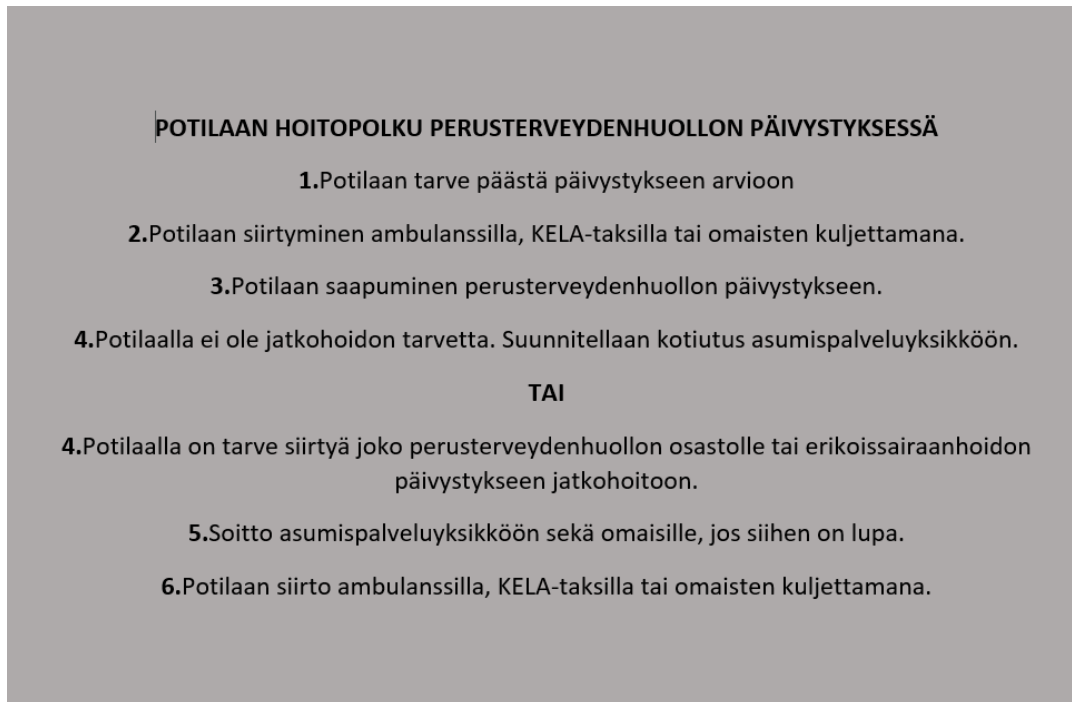 POTILAAN HOITOPOLKU PERUSTERVEYDENHUOLLON PÄIVYSTYKSESSÄ
1.Potilaan tarve päästä päivystykseen arvioon
2.Potilaan siirtyminen ambulanssilla, KELA-taksilla tai omaisten kuljettamana.
3.Potilaan saapuminen perusterveydenhuollon päivystykseen.
4.Potilaalla ei ole jatkohoidon tarvetta. Suunnitellaan kotiutus asumispalveluyksikköön.
TAI
4.Potilaalla on tarve siirtyä joko perusterveydenhuollon osastolle tai erikoissairaanhoidon
päivystykseen jatkohoitoon.
5.Soitto asumispalveluyksikköön sekä omaisille, jos siihen on lupa.
6.Potilaan siirto ambulanssilla, KELA-taksilla tai omaisten kuljettamana.